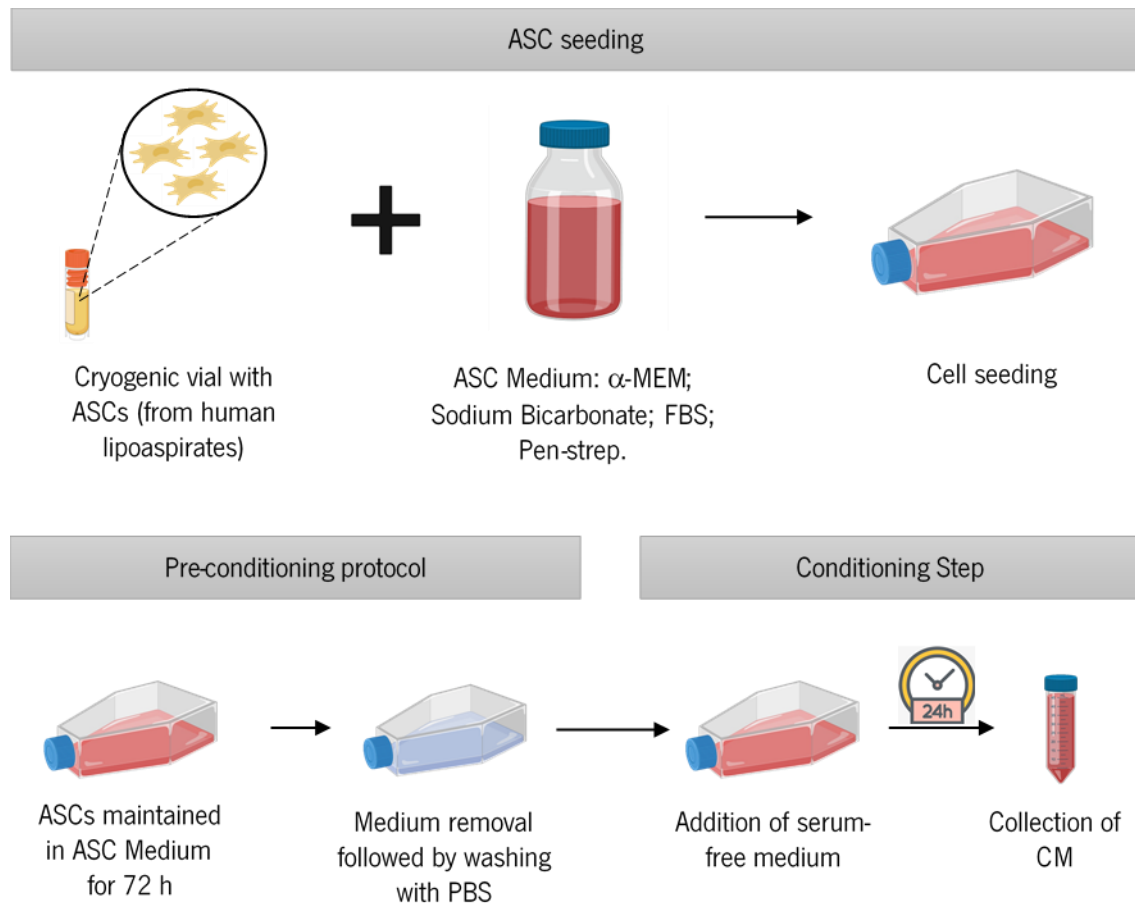 ASC seeding
Cryogenic vial with
ASCs (from human
lipoaspirates)
ASC Medium: α-MEM;
Sodium Bicarbonate; FBS;
Pen-strep.
Cell seeding
Pre-conditioning protocol
Conditioning Step
24h
ASCs maintained
in ASC Medium
for 72 h
Medium removal
followed by washing
with PBS
Addition of serum-
free medium
Collection of
CM